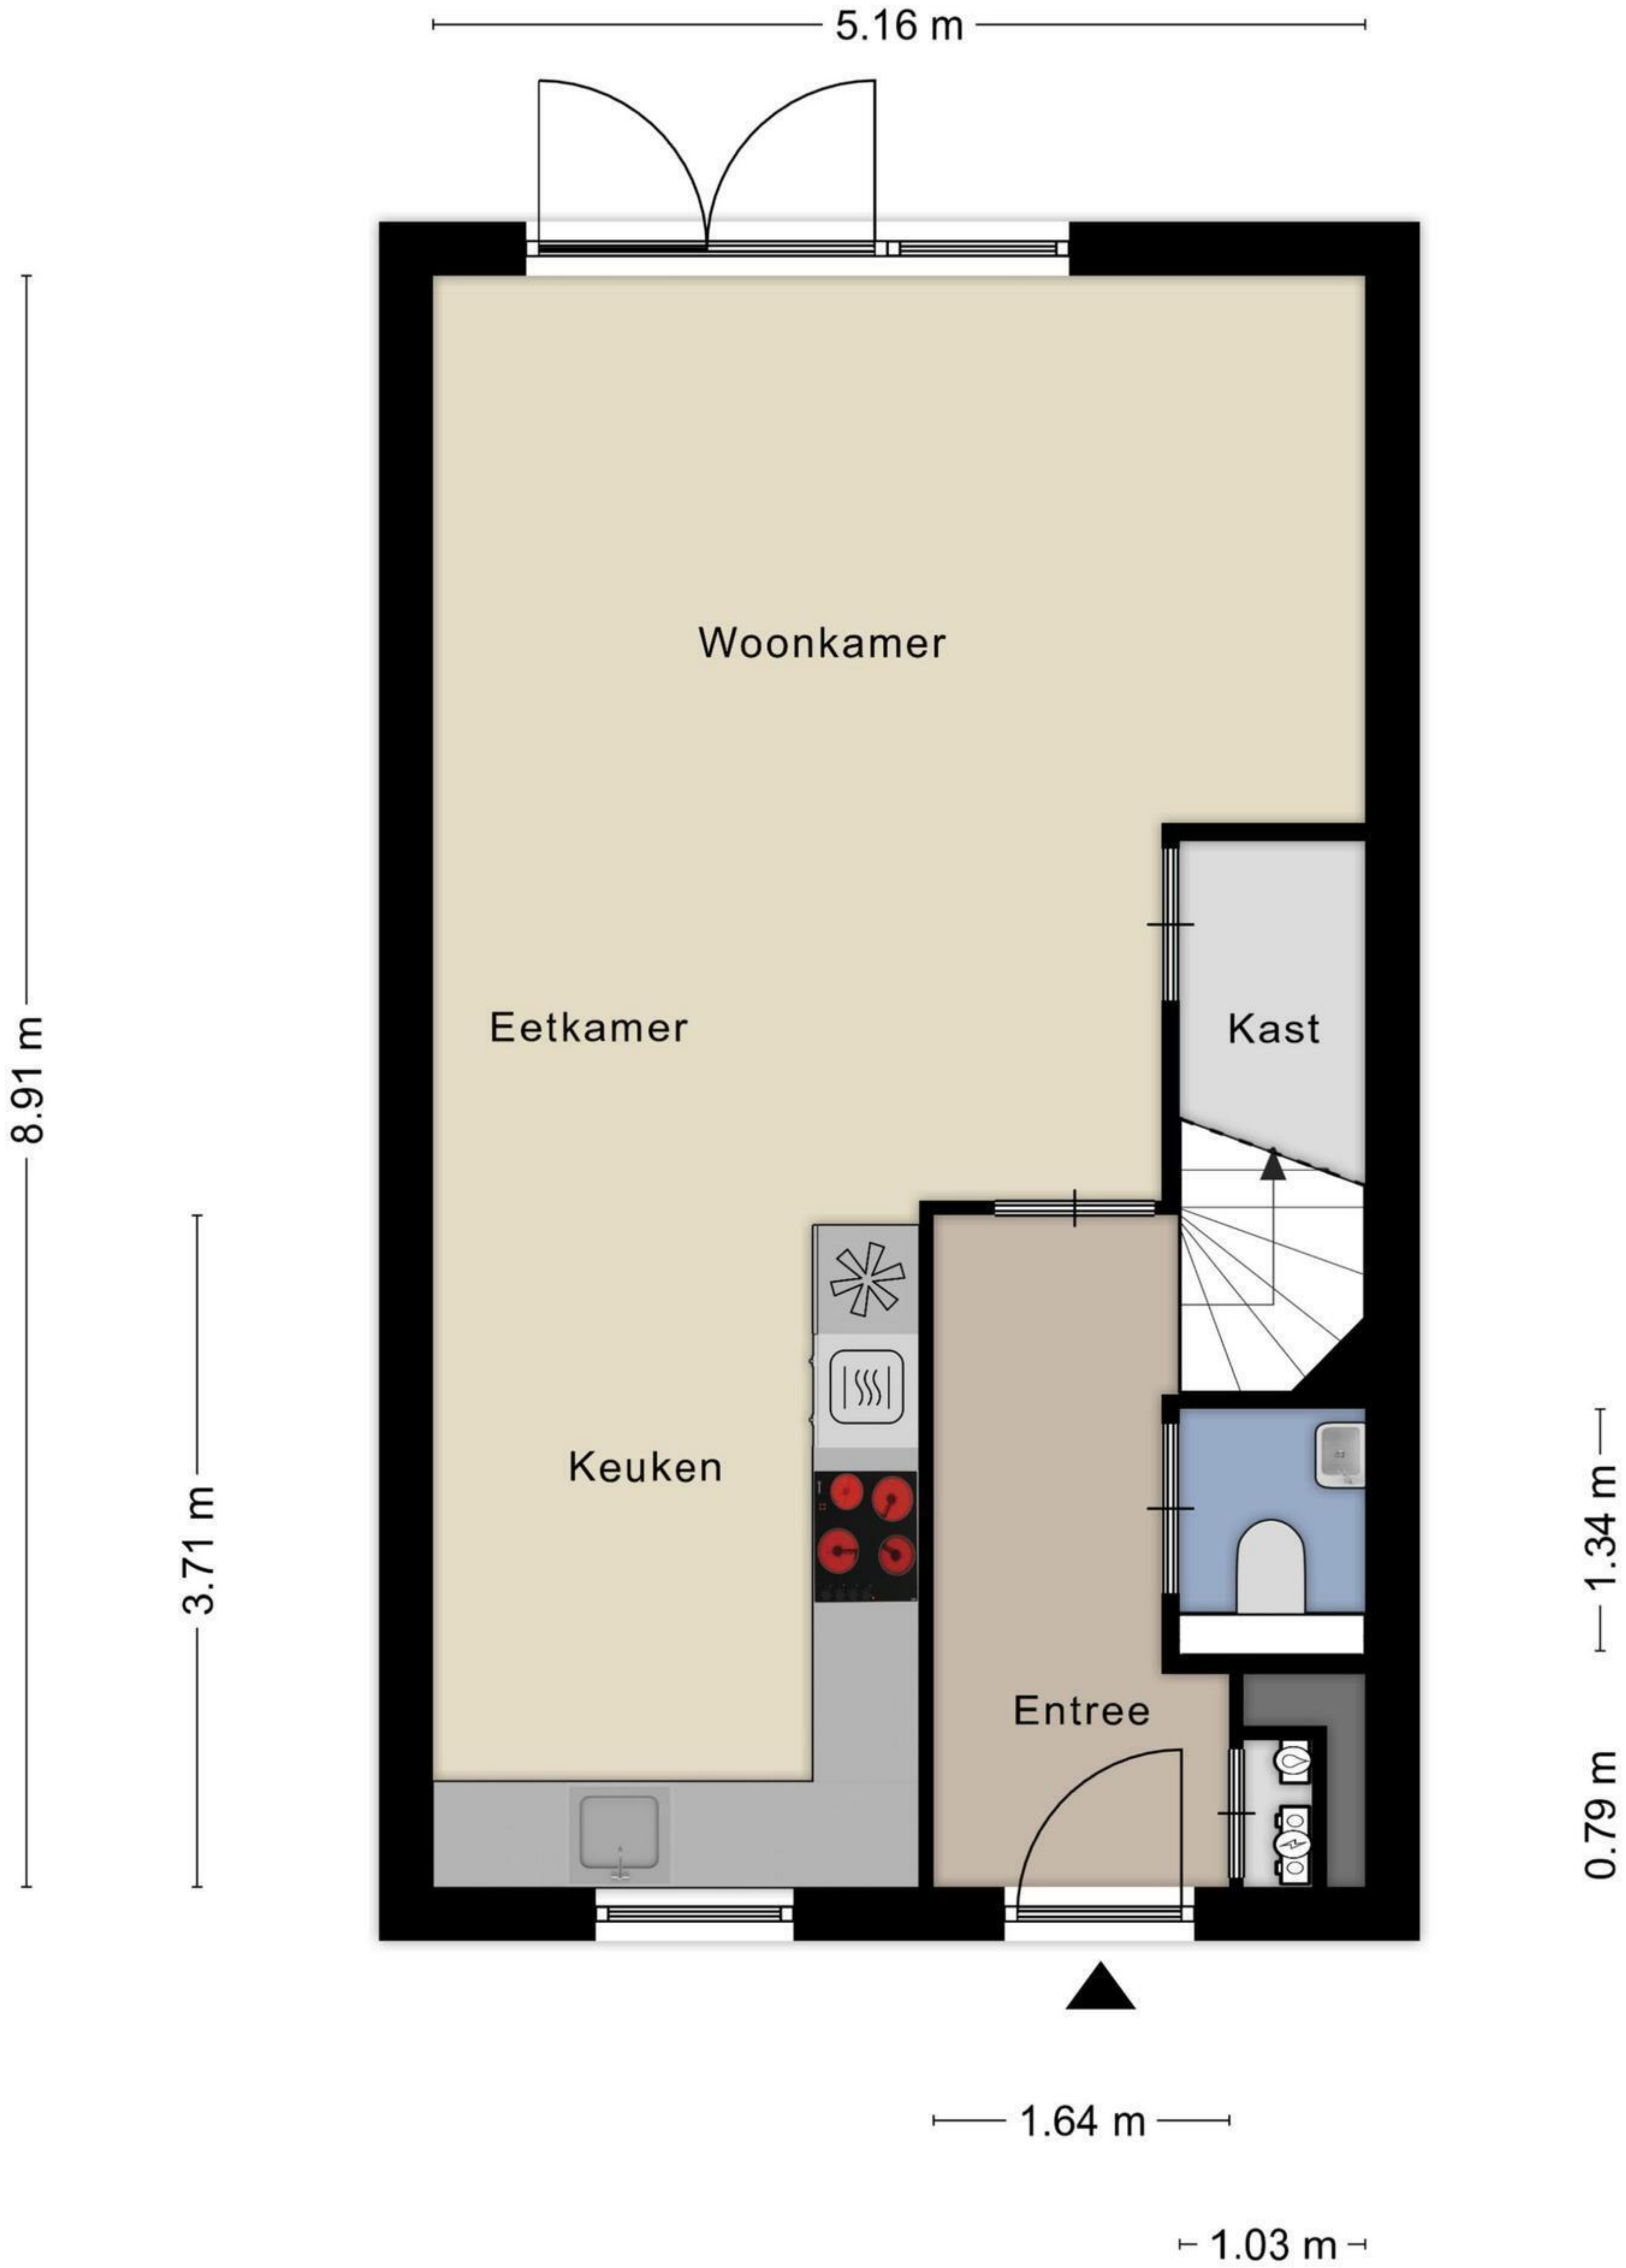 5.16 m
Woonkamer
Eetkamer
Kast
8.91 m
3.71 m
Keuken
1.34 m
Entree
0.79 m
1.64 m
1.03 m